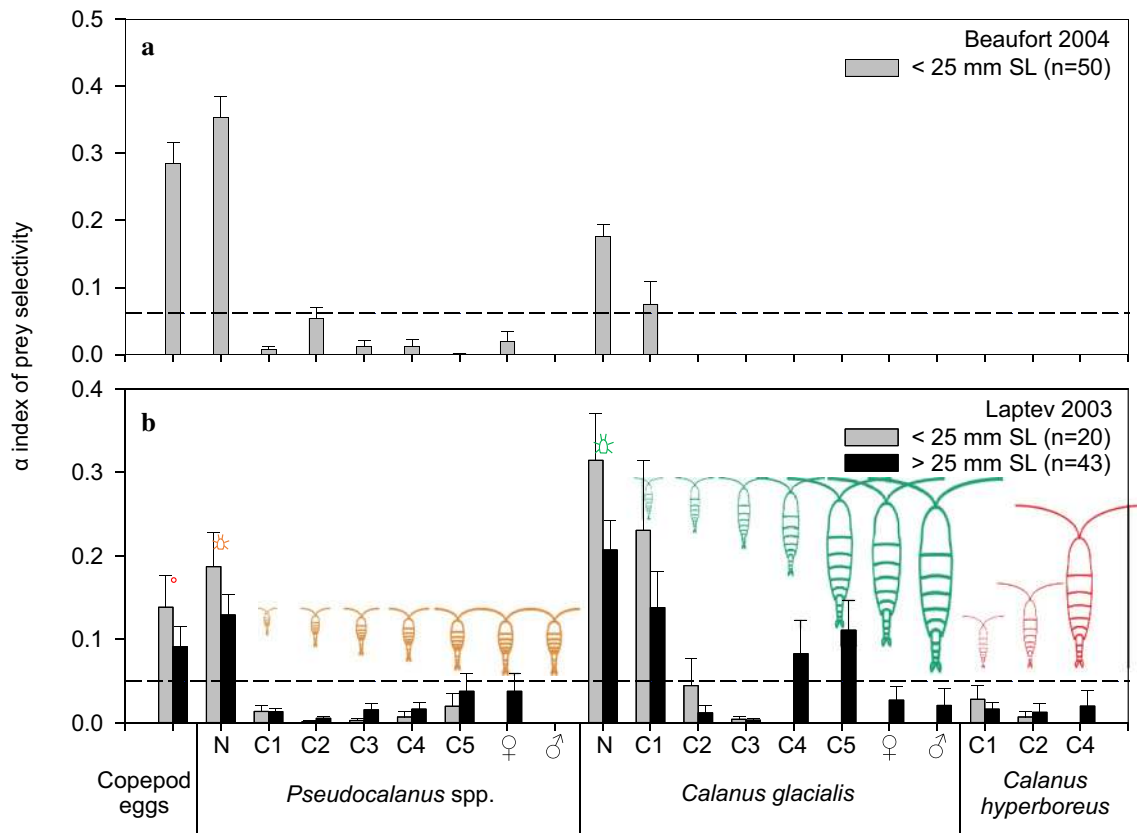 α index of prey selectivity
0.5
0.4
0.3
0.2
0.1
0.0
a
Beaufort 2004
< 25 mm SL (n=50)
0.4
0.3
0.2
0.1
0.0
b
Laptev 2003
< 25 mm SL (n=20)
> 25 mm SL (n=43)
N C1 C2 C3 C4 C5 ♀ ♂ N C1 C2 C3 C4 C5 ♀ ♂ C1 C2 C4
Copepod
eggs
Pseudocalanus spp.
Calanus glacialis
Calanus
hyperboreus